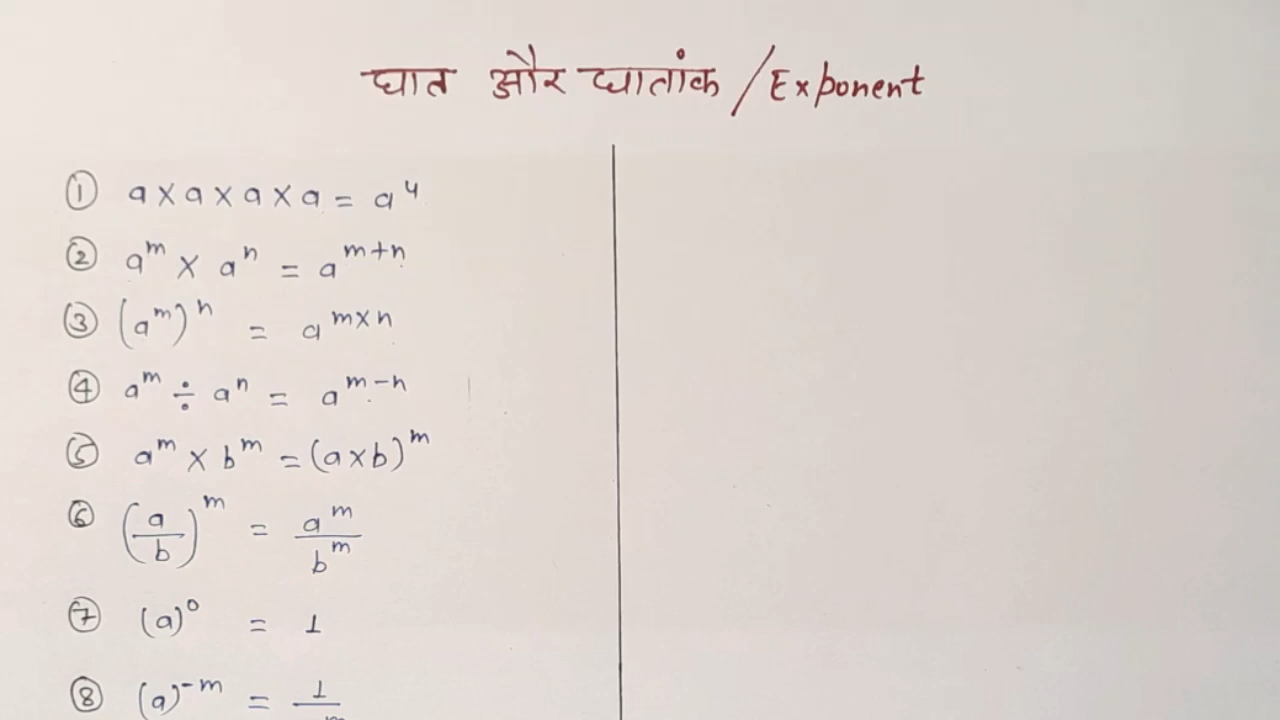 घात और घातांक / Exponent
① a × a × a × a = a⁴
② aᵐ × aⁿ = aᵐ⁺ⁿ
③ (aᵐ)ⁿ = aᵐˣⁿ
④ aᵐ ÷ aⁿ = aᵐ⁻ⁿ
⑤ aᵐ × bᵐ = (a×b)ᵐ
⑥ (a/b)ᵐ = aᵐ/bᵐ
⑦ (a)⁰ = 1
⑧ (a)⁻ᵐ = 1/